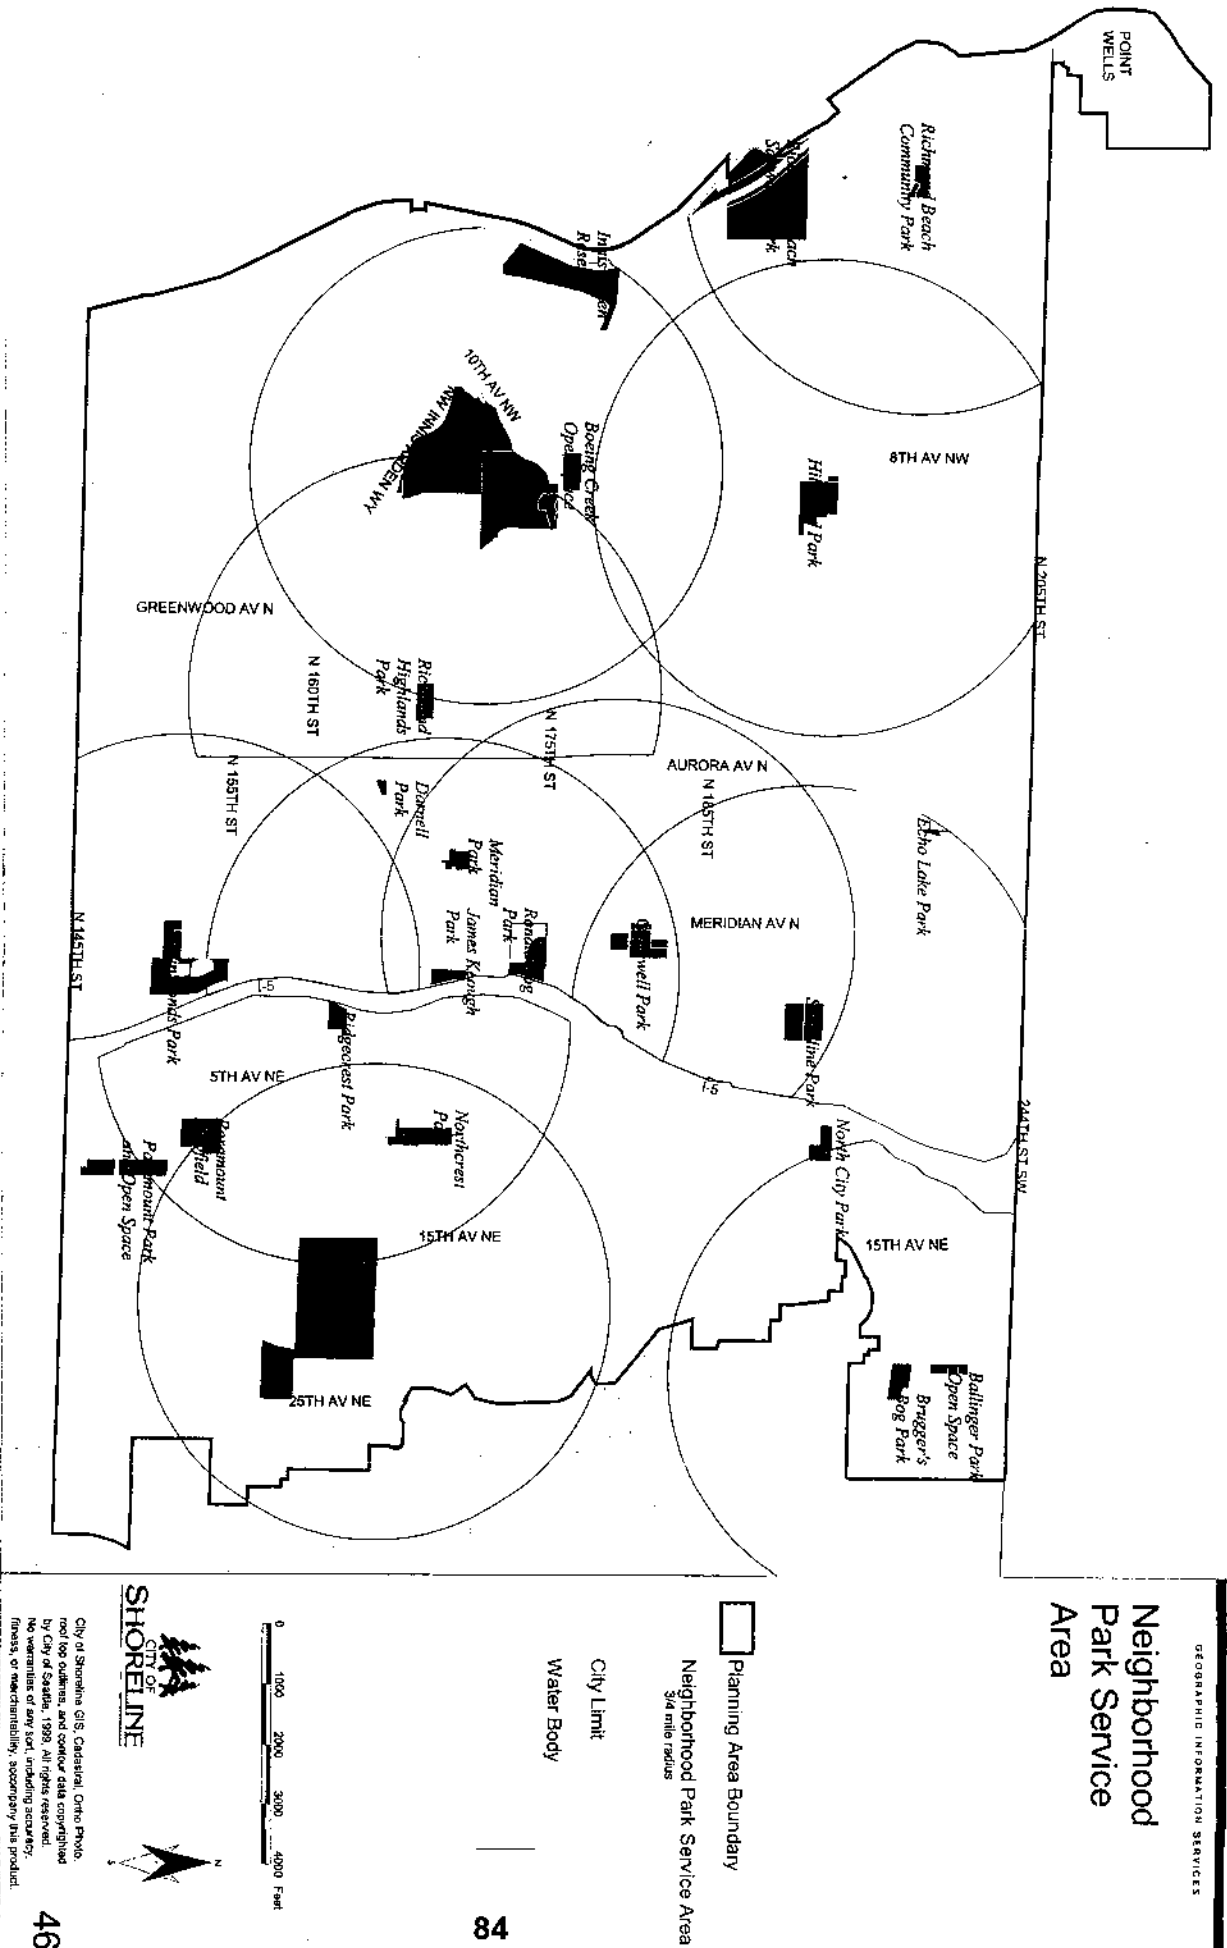 GEOGRAPHIC INFORMATION SERVICES
Neighborhood
Park Service
Area
POINT
WELLS
Richmond Beach
Community Park
10TH AV NW
Boeing Creek
8TH AV NW
Park
N 205TH ST
GREENWOOD AV N
N 160TH ST
Highlands
Park
N 175TH ST
N 155TH ST
Darnell
Park
AURORA AV N
N 185TH ST
Echo Lake Park
Meridian
Park
MERIDIAN AV N
James Keough
Park
Park
N 145TH ST
I-5
Ridgecrest Park
I-5
5TH AV NE
Northcrest
North City Park
244TH ST SW
Paramount
Open Space
15TH AV NE
15TH AV NE
25TH AV NE
Ballinger Park
Open Space
Brugger's
Bog Park
Planning Area Boundary
Neighborhood Park Service Area
3/4 mile radius
City Limit
Water Body
0 1000 2000 3000 4000 Feet
CITY OF
SHORELINE
N
S
City of Shoreline GIS, Cadastral, Ortho Photo,
roof top outlines, and contour data copyrighted
by City of Seattle, 1999. All rights reserved.
No warranties of any sort, including accuracy,
fitness, or merchantability, accompany this product.
84
46